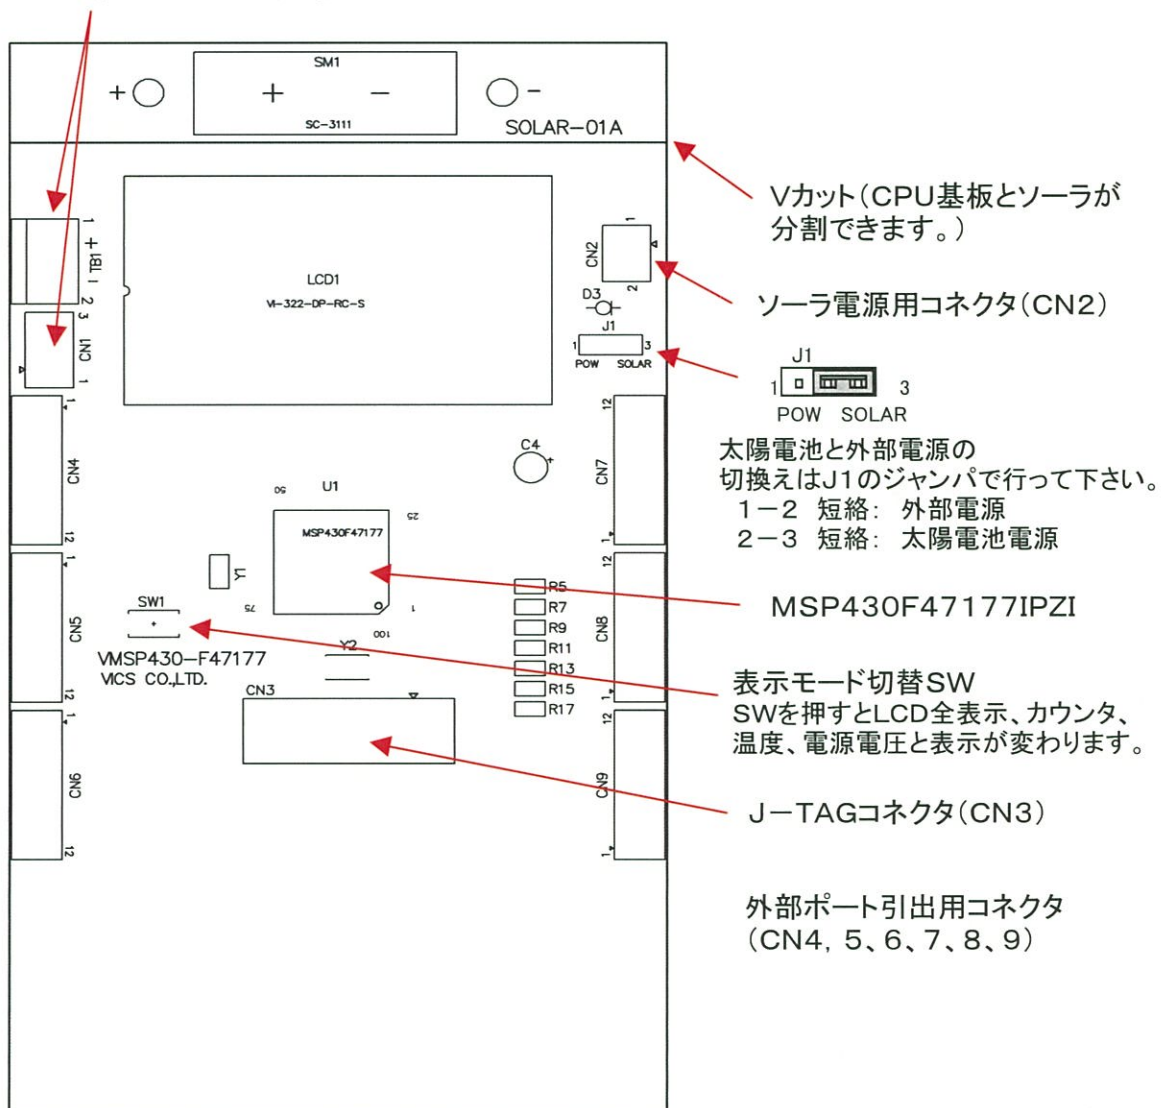 SM1
+ + - -
SC-3111
SOLAR-01A
Vカット(CPU基板とソーラが
分割できます。)
1 + TB1 - 2
LCD1
VI-322-DP-RC-S
CN2
1
2
ソーラ電源用コネクタ(CN2)
D3
J1
1 3
POW SOLAR
3 CN1 1
J1
1 3
POW SOLAR
太陽電池と外部電源の
切換えはJ1のジャンパで行って下さい。
1-2 短絡: 外部電源
2-3 短絡: 太陽電池電源
1 CN4 12
12 CN7 1
C4
+
U1
50 25
MSP430F47177
75 1
100
MSP430F47177IPZI
Y1
SW1
+
VMSP430-F47177
VICS CO.,LTD.
Y2
1 CN5 12
12 CN8 1
R5
R7
R9
R11
R13
R15
R17
表示モード切替SW
SWを押すとLCD全表示、カウンタ、
温度、電源電圧と表示が変わります。
CN3
1 CN6 12
12 CN9 1
J-TAGコネクタ(CN3)
外部ポート引出用コネクタ
(CN4, 5、6、7、8、9)